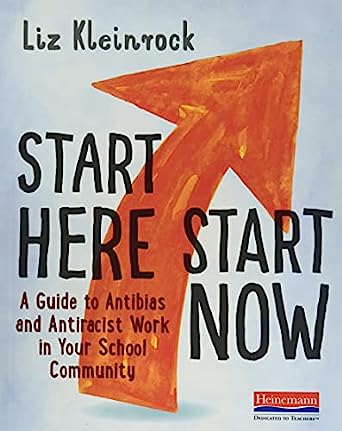 Liz Kleinrock
START
HERE START
NOW
A Guide to Antibias
and Antiracist Work
in Your School
Community
Heinemann
DEDICATED TO TEACHERS™